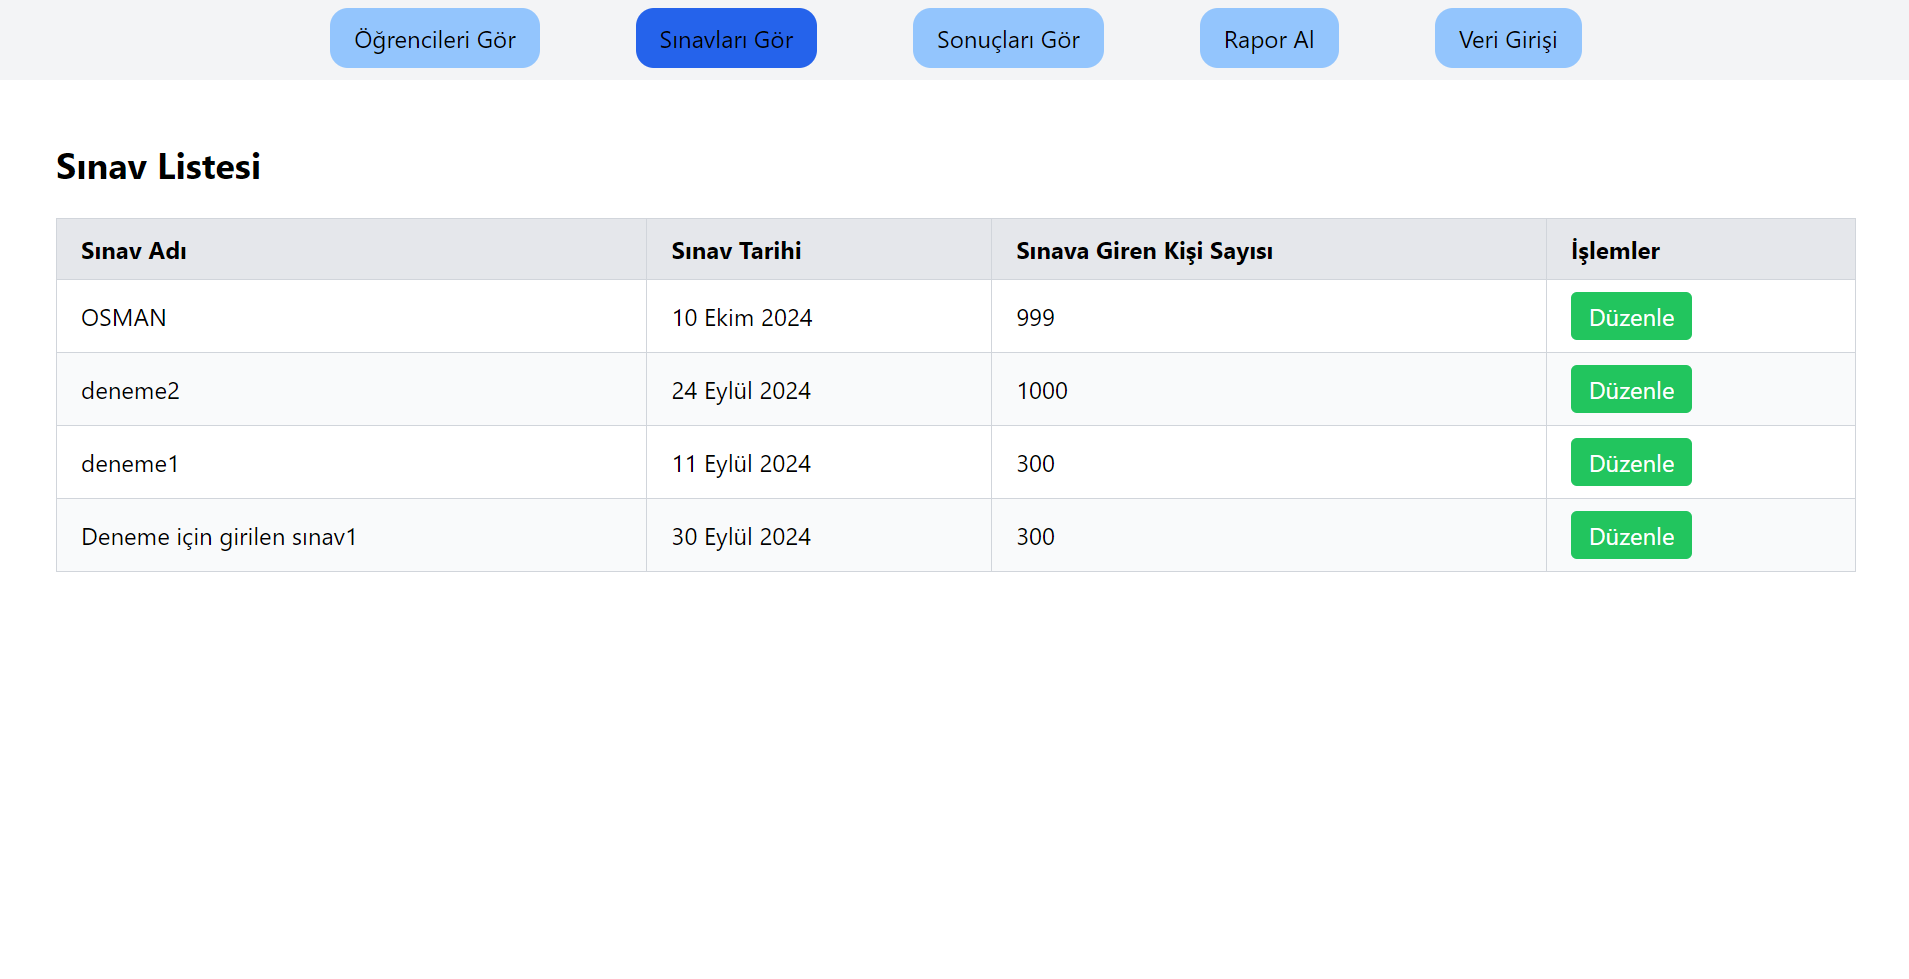 Öğrencileri Gör Sınavları Gör Sonuçları Gör Rapor Al Veri Girişi
Sınav Listesi
Sınav Adı Sınav Tarihi Sınava Giren Kişi Sayısı İşlemler
OSMAN 10 Ekim 2024 999 Düzenle
deneme2 24 Eylül 2024 1000 Düzenle
deneme1 11 Eylül 2024 300 Düzenle
Deneme için girilen sınav1 30 Eylül 2024 300 Düzenle